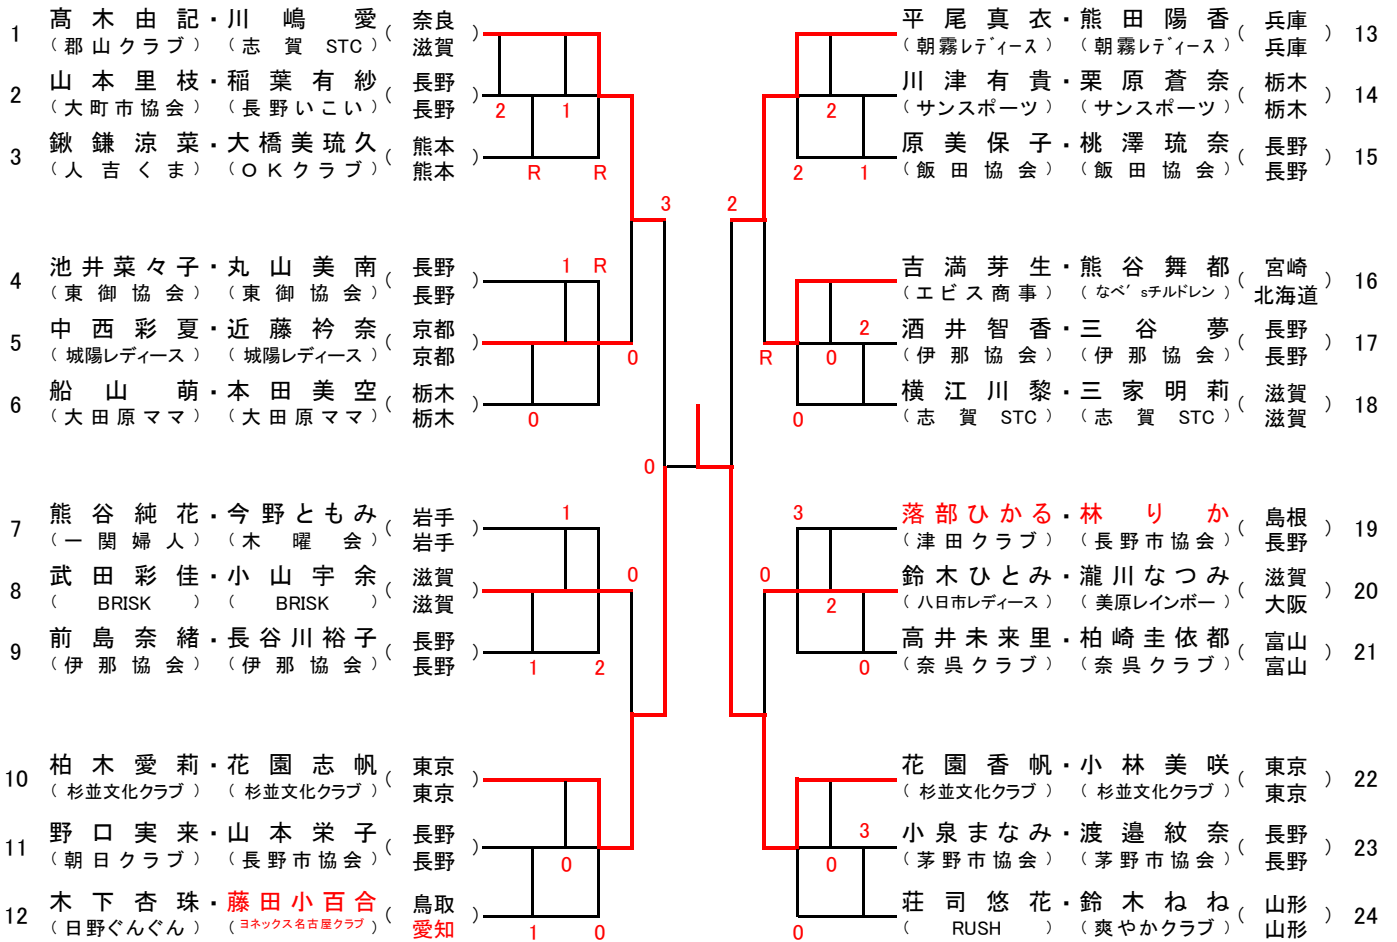 1 髙木由記・川嶋愛 ( 奈良
(郡山クラブ) (志賀STC) 滋賀 )
2 山本里枝・稲葉有紗 ( 長野
(大町市協会) (長野いこい) 長野 )
2 1
3 鍬鎌涼菜・大橋美琉久 ( 熊本
(人吉くま) (OKクラブ) 熊本 )
R R
3
4 池井菜々子・丸山美南 ( 長野
(東御協会) (東御協会) 長野 )
1 R
5 中西彩夏・近藤衿奈 ( 京都
(城陽レディース) (城陽レディース) 京都 )
0
6 船山萌・本田美空 ( 栃木
(大田原ママ) (大田原ママ) 栃木 )
0
0
7 熊谷純花・今野ともみ ( 岩手
(一関婦人) (木曜会) 岩手 )
1
8 武田彩佳・小山宇余 ( 滋賀
(BRISK) (BRISK) 滋賀 )
0
9 前島奈緒・長谷川裕子 ( 長野
(伊那協会) (伊那協会) 長野 )
1 2
10 柏木愛莉・花園志帆 ( 東京
(杉並文化クラブ) (杉並文化クラブ) 東京 )
11 野口実来・山本栄子 ( 長野
(朝日クラブ) (長野市協会) 長野 )
0
12 木下杏珠・藤田小百合 ( 鳥取
(日野ぐんぐん) (ヨネックス名古屋クラブ) 愛知 )
1 0
平尾真衣・熊田陽香 ( 兵庫 ) 13
(朝霧レディース) (朝霧レディース) 兵庫
川津有貴・栗原蒼奈 ( 栃木 ) 14
(サンスポーツ) (サンスポーツ) 栃木
2
原美保子・桃澤琉奈 ( 長野 ) 15
(飯田協会) (飯田協会) 長野
2 1
2
吉満芽生・熊谷舞都 ( 宮崎 ) 16
(エビス商事) (なべ’sチルドレン) 北海道
酒井智香・三谷夢 ( 長野 ) 17
(伊那協会) (伊那協会) 長野
2
R 0
横江川黎・三家明莉 ( 滋賀 ) 18
(志賀STC) (志賀STC) 滋賀
0
落部ひかる・林りか ( 島根 ) 19
(津田クラブ) (長野市協会) 長野
3
鈴木ひとみ・瀧川なつみ ( 滋賀 ) 20
(八日市レディース) (美原レインボー) 大阪
0 2
高井未来里・柏崎圭依都 ( 富山 ) 21
(奈呉クラブ) (奈呉クラブ) 富山
0
花園香帆・小林美咲 ( 東京 ) 22
(杉並文化クラブ) (杉並文化クラブ) 東京
小泉まなみ・渡邉紋奈 ( 長野 ) 23
(茅野市協会) (茅野市協会) 長野
3
0
荘司悠花・鈴木ねね ( 山形 ) 24
(RUSH) (爽やかクラブ) 山形
0